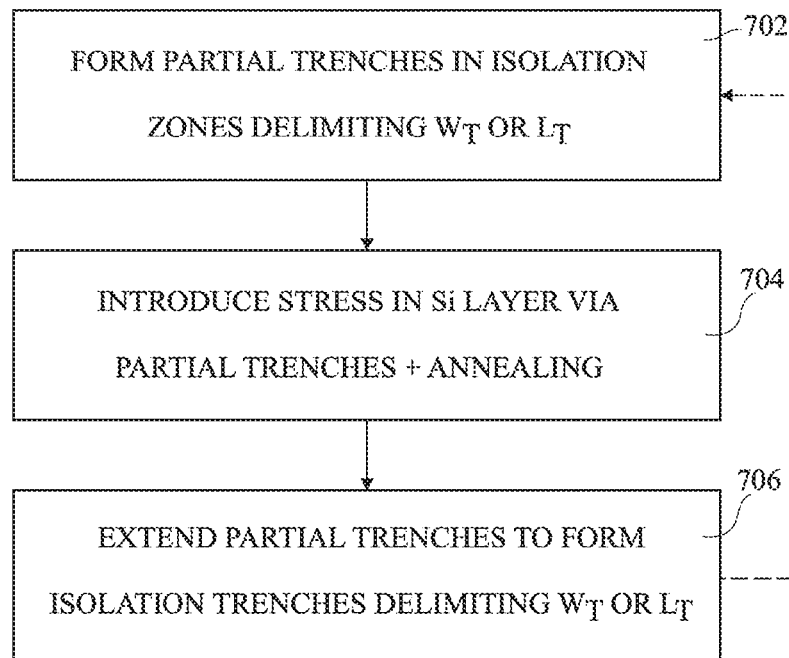 702
FORM PARTIAL TRENCHES IN ISOLATION
ZONES DELIMITING WT OR LT
704
INTRODUCE STRESS IN Si LAYER VIA
PARTIAL TRENCHES + ANNEALING
706
EXTEND PARTIAL TRENCHES TO FORM
ISOLATION TRENCHES DELIMITING WT OR LT